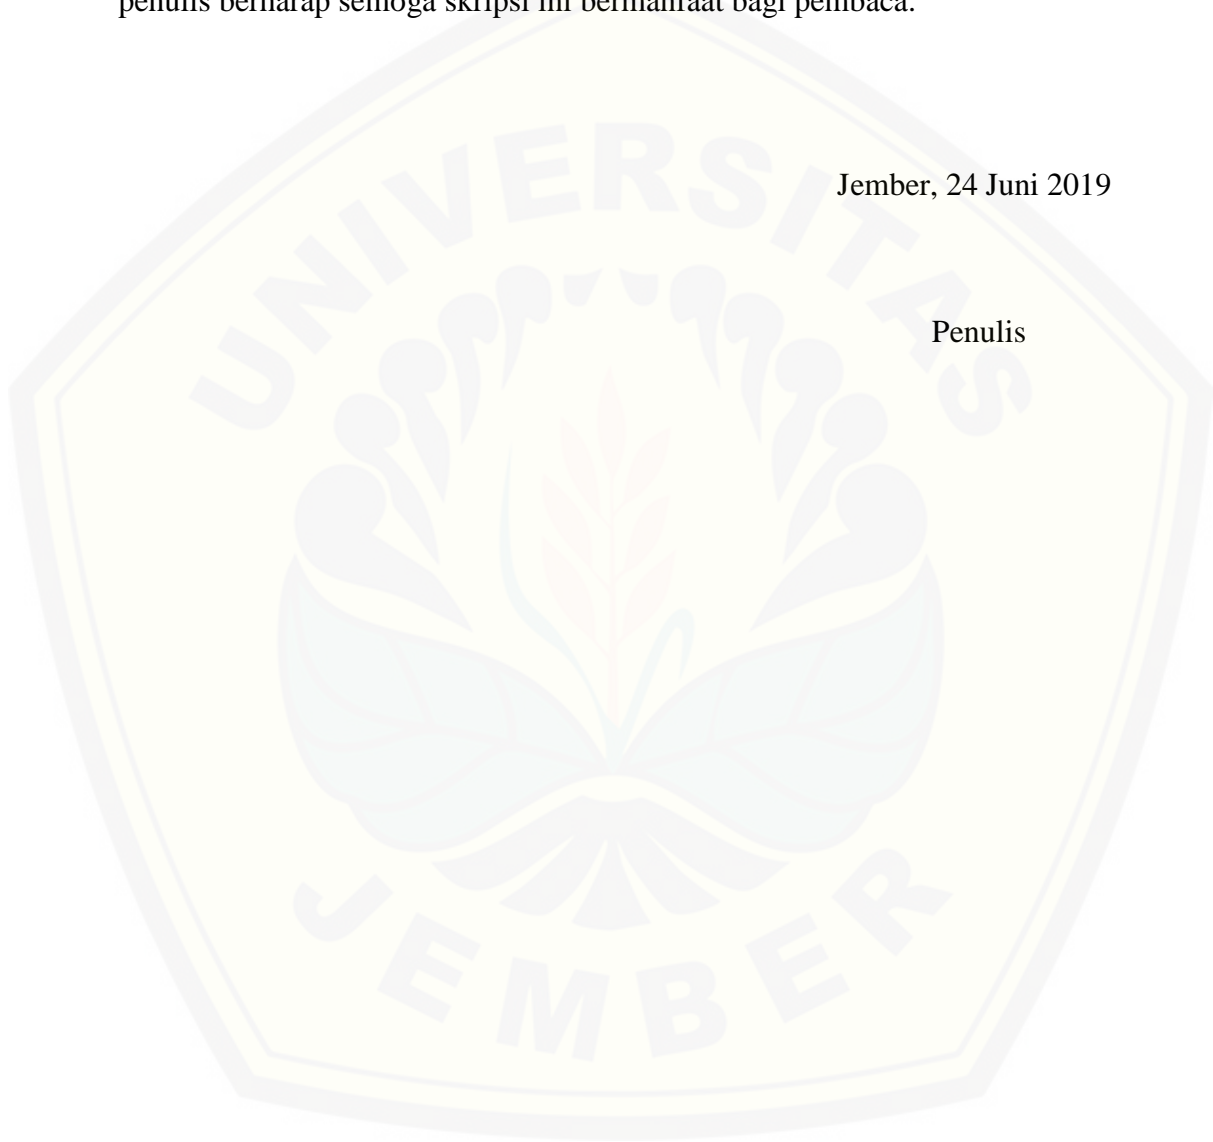 penulis berharap semoga skripsi ini bermanfaat bagi pembaca.
Jember, 24 Juni 2019
Penulis
UNIVERSITAS
JEMBER